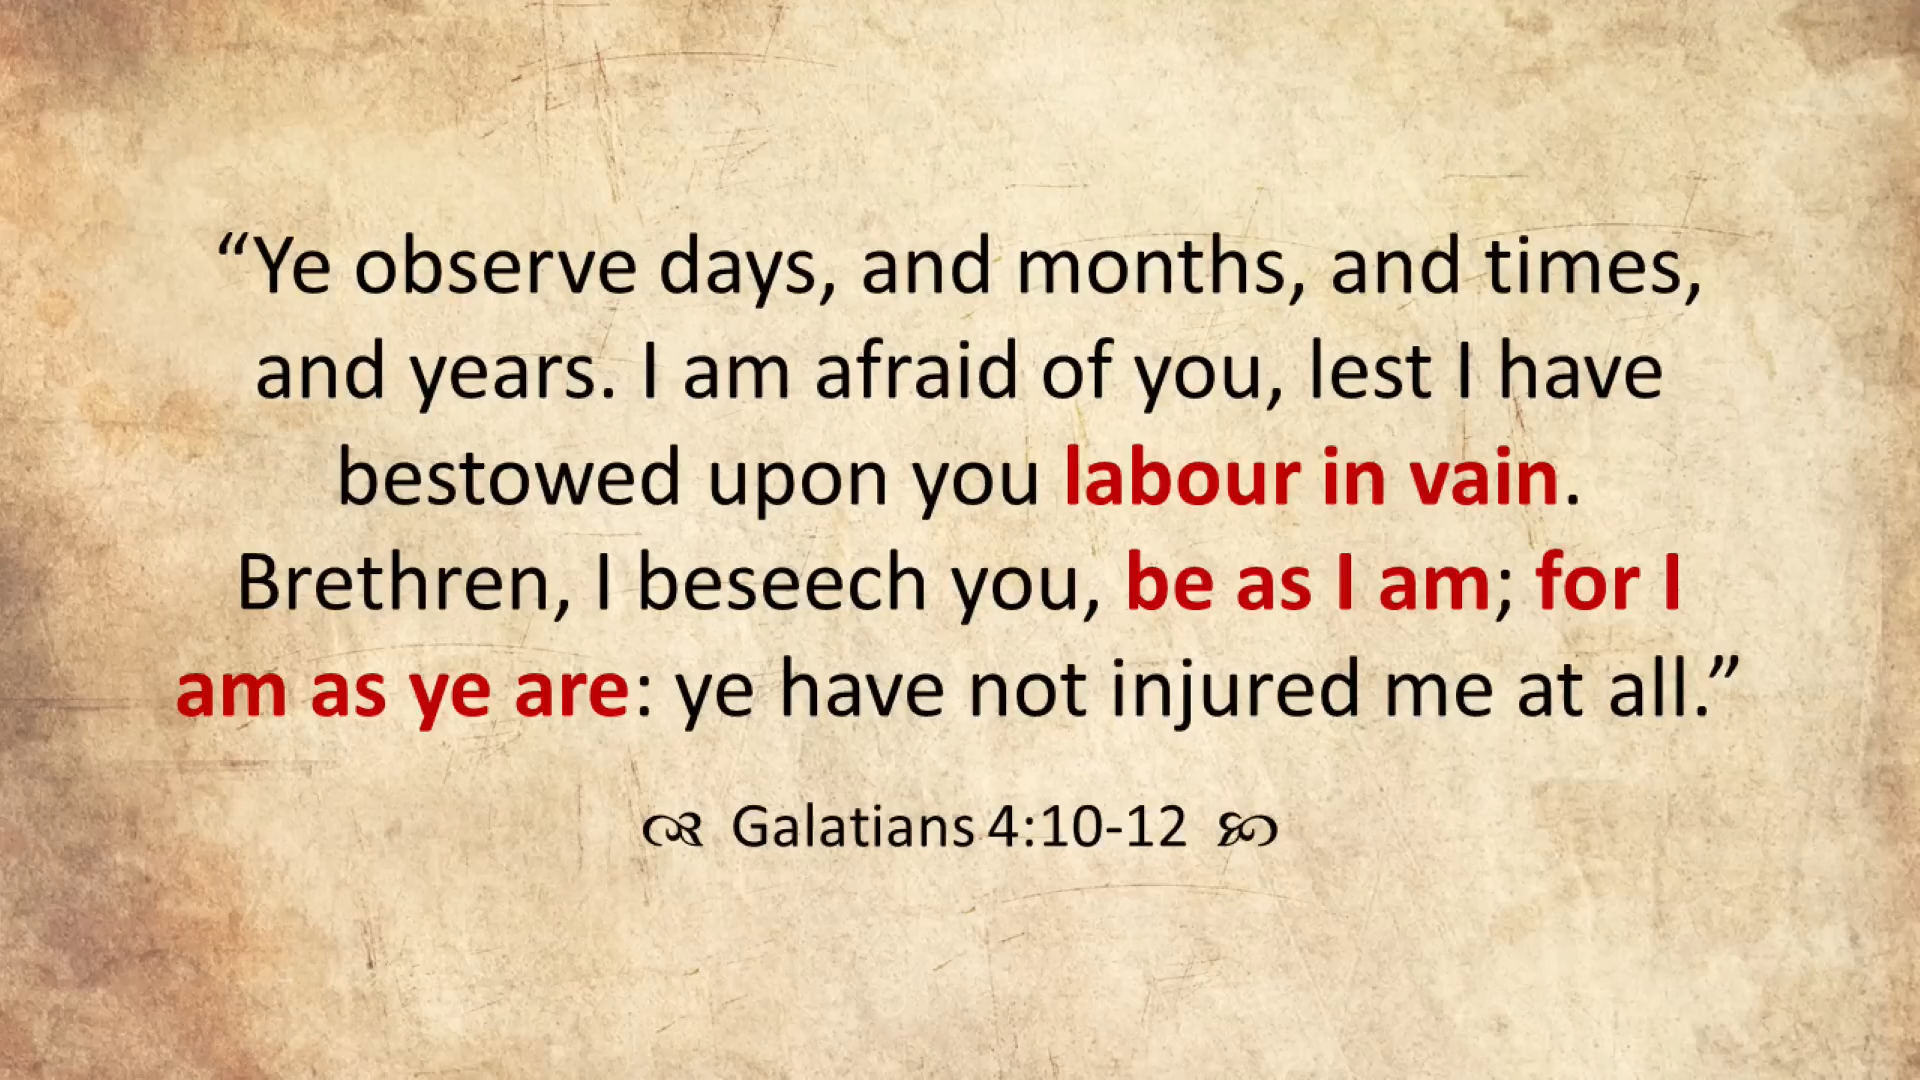 “Ye observe days, and months, and times,
and years. I am afraid of you, lest I have
bestowed upon you labour in vain.
Brethren, I beseech you, be as I am; for I
am as ye are: ye have not injured me at all.”
Galatians 4:10-12